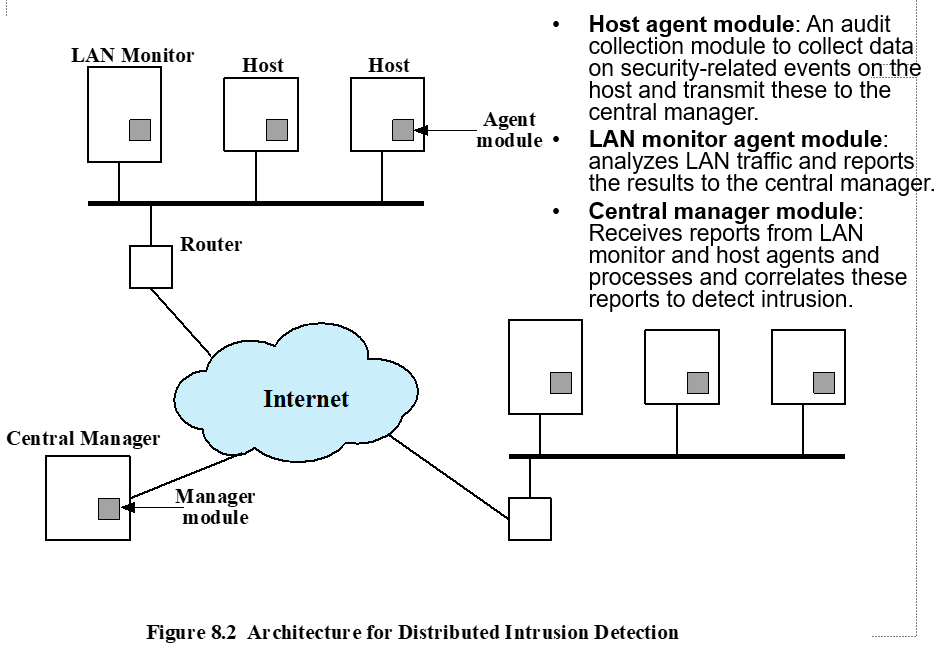 • Host agent module: An audit
collection module to collect data
on security-related events on the
host and transmit these to the
central manager.
• LAN monitor agent module:
analyzes LAN traffic and reports
the results to the central manager.
• Central manager module:
Receives reports from LAN
monitor and host agents and
processes and correlates these
reports to detect intrusion.
LAN Monitor
Host
Host
Agent
module
Router
Internet
Central Manager
Manager
module
Figure 8.2 Architecture for Distributed Intrusion Detection